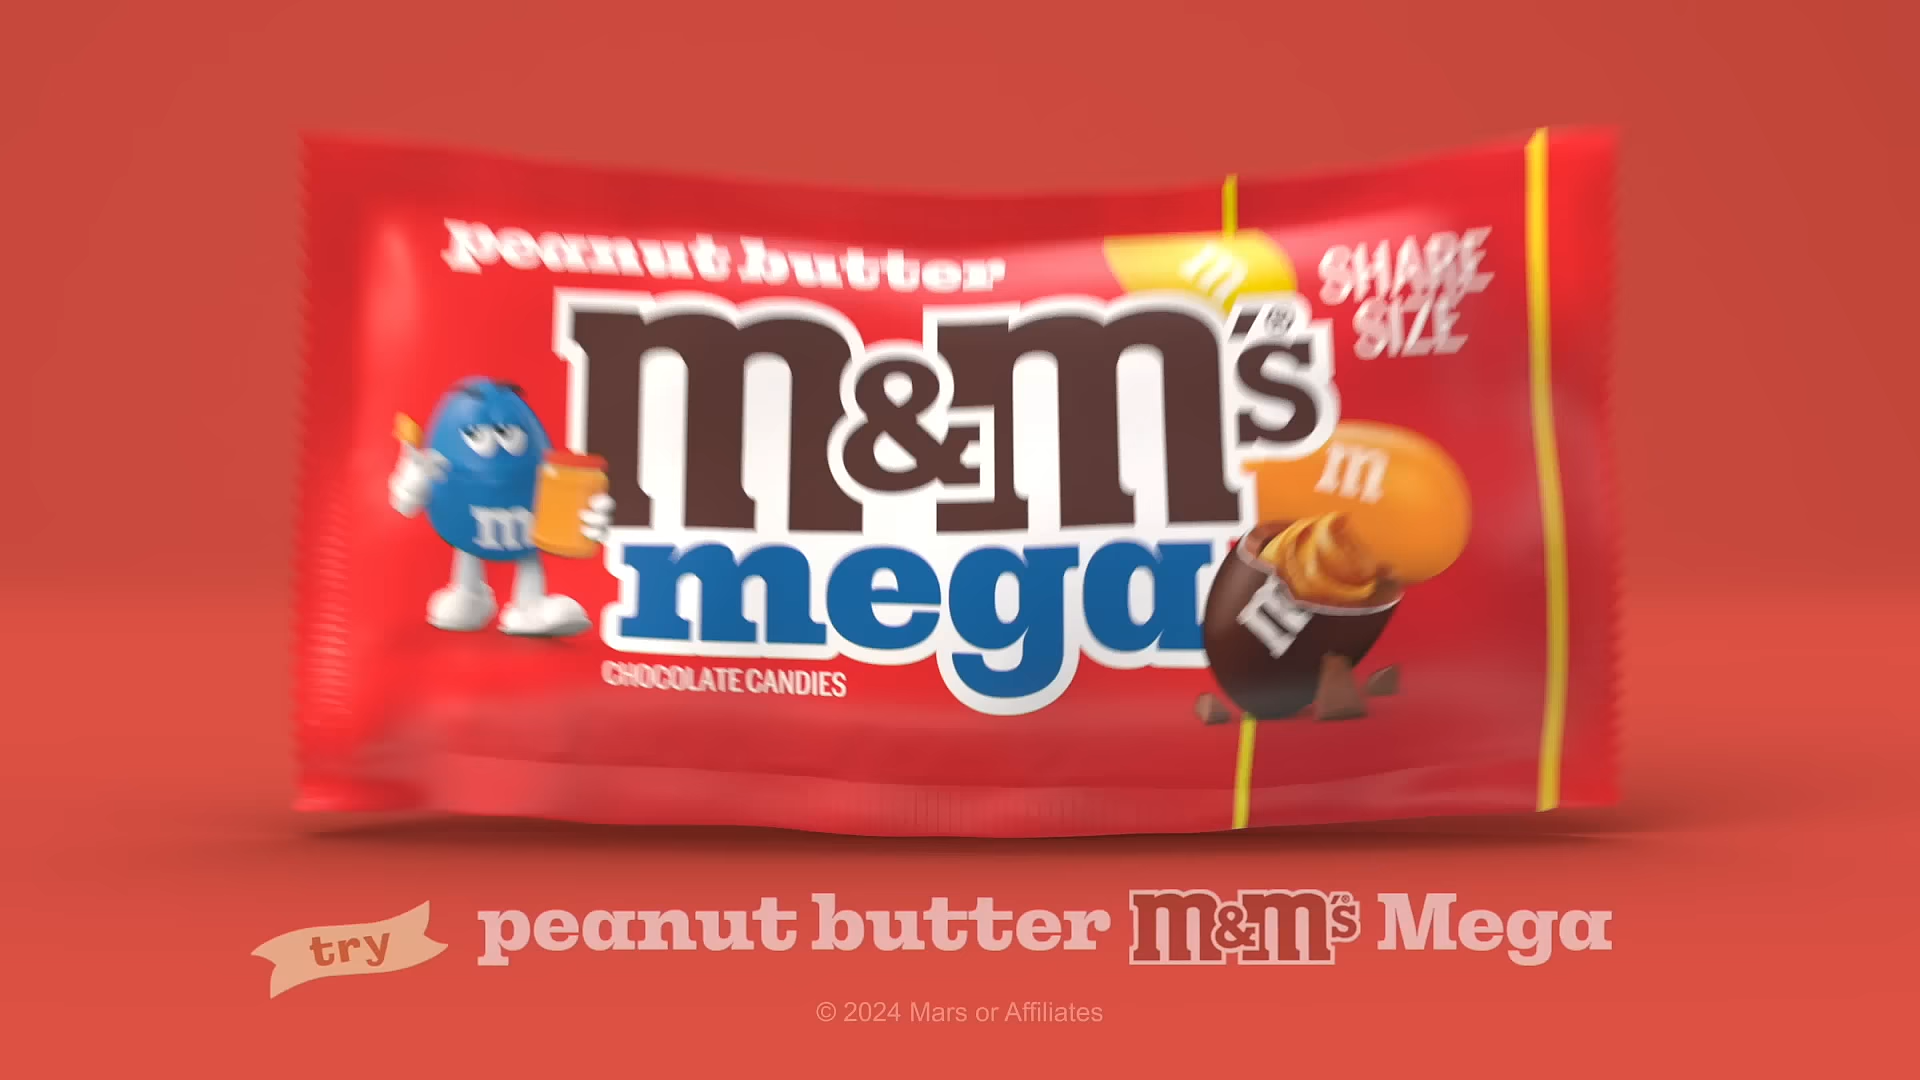 peanut butter
SHARE
SIZE
m
m&m's®
m
m
mega
m
CHOCOLATE CANDIES
try peanut butter m&m's® Mega
© 2024 Mars or Affiliates